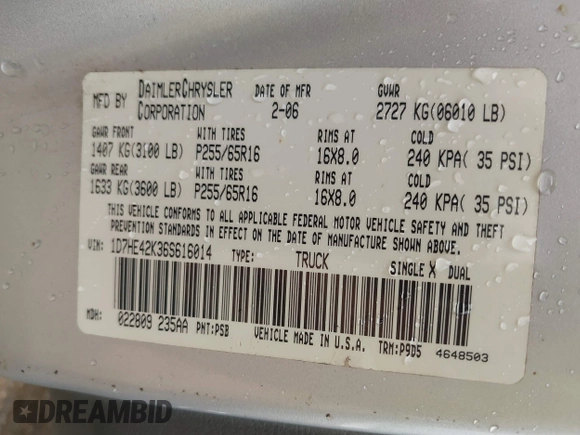 MFD BY DAIMLERCHRYSLER CORPORATION DATE OF MFR 2-06 GVWR 2727 KG(06010 LB)
GAWR FRONT WITH TIRES RIMS AT COLD
1407 KG(3100 LB) P255/65R16 16X8.0 240 KPA( 35 PSI)
GAWR REAR WITH TIRES RIMS AT COLD
1633 KG(3600 LB) P255/65R16 16X8.0 240 KPA( 35 PSI)
THIS VEHICLE CONFORMS TO ALL APPLICABLE FEDERAL MOTOR VEHICLE SAFETY AND THEFT
PREVENTION STANDARDS IN EFFECT ON THE DATE OF MANUFACTURE SHOWN ABOVE.
VIN: 1D7HE42K36S616014 TYPE: TRUCK SINGLE X DUAL
MDH: 022809 235AA PNT:PSB VEHICLE MADE IN U.S.A. TRM:P9D5 4648503
DREAMBID